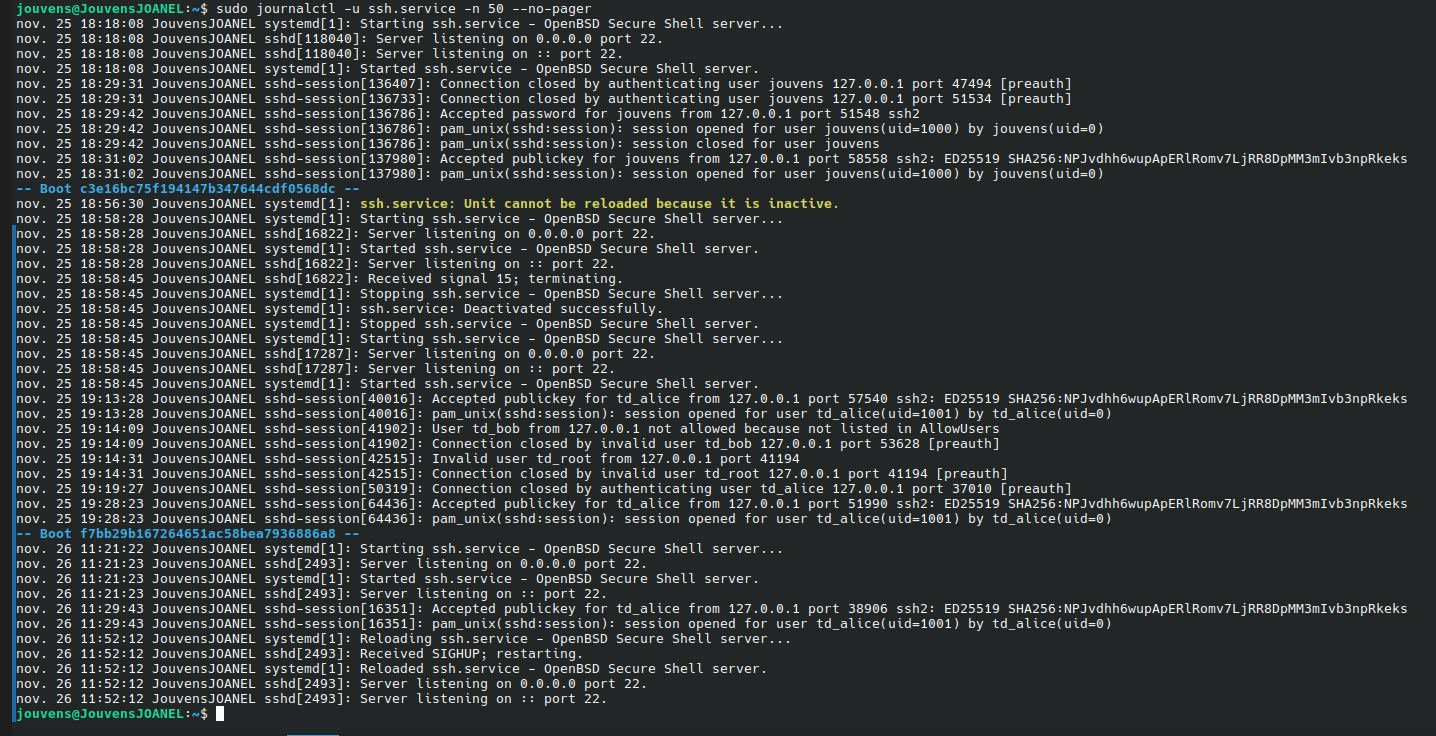 jouvens@JouvensJOANEL:~$ sudo journalctl -u ssh.service -n 50 --no-pager
nov. 25 18:18:08 JouvensJOANEL systemd[1]: Starting ssh.service - OpenBSD Secure Shell server...
nov. 25 18:18:08 JouvensJOANEL sshd[118040]: Server listening on 0.0.0.0 port 22.
nov. 25 18:18:08 JouvensJOANEL sshd[118040]: Server listening on :: port 22.
nov. 25 18:18:08 JouvensJOANEL systemd[1]: Started ssh.service - OpenBSD Secure Shell server.
nov. 25 18:29:31 JouvensJOANEL sshd-session[136407]: Connection closed by authenticating user jouvens 127.0.0.1 port 47494 [preauth]
nov. 25 18:29:31 JouvensJOANEL sshd-session[136733]: Connection closed by authenticating user jouvens 127.0.0.1 port 51534 [preauth]
nov. 25 18:29:42 JouvensJOANEL sshd-session[136786]: Accepted password for jouvens from 127.0.0.1 port 51548 ssh2
nov. 25 18:29:42 JouvensJOANEL sshd-session[136786]: pam_unix(sshd:session): session opened for user jouvens(uid=1000) by jouvens(uid=0)
nov. 25 18:29:42 JouvensJOANEL sshd-session[136786]: pam_unix(sshd:session): session closed for user jouvens
nov. 25 18:31:02 JouvensJOANEL sshd-session[137980]: Accepted publickey for jouvens from 127.0.0.1 port 58558 ssh2: ED25519 SHA256:NPJvdhh6wupApERlRomv7LjRR8DpMM3mIvb3npRkeks
nov. 25 18:31:02 JouvensJOANEL sshd-session[137980]: pam_unix(sshd:session): session opened for user jouvens(uid=1000) by jouvens(uid=0)
-- Boot c3e16bc75f194147b347644cdf0568dc --
nov. 25 18:56:30 JouvensJOANEL systemd[1]: ssh.service: Unit cannot be reloaded because it is inactive.
nov. 25 18:58:28 JouvensJOANEL systemd[1]: Starting ssh.service - OpenBSD Secure Shell server...
nov. 25 18:58:28 JouvensJOANEL sshd[16822]: Server listening on 0.0.0.0 port 22.
nov. 25 18:58:28 JouvensJOANEL systemd[1]: Started ssh.service - OpenBSD Secure Shell server.
nov. 25 18:58:28 JouvensJOANEL sshd[16822]: Server listening on :: port 22.
nov. 25 18:58:45 JouvensJOANEL sshd[16822]: Received signal 15; terminating.
nov. 25 18:58:45 JouvensJOANEL systemd[1]: Stopping ssh.service - OpenBSD Secure Shell server...
nov. 25 18:58:45 JouvensJOANEL systemd[1]: ssh.service: Deactivated successfully.
nov. 25 18:58:45 JouvensJOANEL systemd[1]: Stopped ssh.service - OpenBSD Secure Shell server.
nov. 25 18:58:45 JouvensJOANEL systemd[1]: Starting ssh.service - OpenBSD Secure Shell server...
nov. 25 18:58:45 JouvensJOANEL sshd[17287]: Server listening on 0.0.0.0 port 22.
nov. 25 18:58:45 JouvensJOANEL sshd[17287]: Server listening on :: port 22.
nov. 25 18:58:45 JouvensJOANEL systemd[1]: Started ssh.service - OpenBSD Secure Shell server.
nov. 25 19:13:28 JouvensJOANEL sshd-session[40016]: Accepted publickey for td_alice from 127.0.0.1 port 57540 ssh2: ED25519 SHA256:NPJvdhh6wupApERlRomv7LjRR8DpMM3mIvb3npRkeks
nov. 25 19:13:28 JouvensJOANEL sshd-session[40016]: pam_unix(sshd:session): session opened for user td_alice(uid=1001) by td_alice(uid=0)
nov. 25 19:14:09 JouvensJOANEL sshd-session[41902]: User td_bob from 127.0.0.1 not allowed because not listed in AllowUsers
nov. 25 19:14:09 JouvensJOANEL sshd-session[41902]: Connection closed by invalid user td_bob 127.0.0.1 port 53628 [preauth]
nov. 25 19:14:31 JouvensJOANEL sshd-session[42515]: Invalid user td_root from 127.0.0.1 port 41194
nov. 25 19:14:31 JouvensJOANEL sshd-session[42515]: Connection closed by invalid user td_root 127.0.0.1 port 41194 [preauth]
nov. 25 19:19:27 JouvensJOANEL sshd-session[50319]: Connection closed by authenticating user td_alice 127.0.0.1 port 37010 [preauth]
nov. 25 19:28:23 JouvensJOANEL sshd-session[64436]: Accepted publickey for td_alice from 127.0.0.1 port 51990 ssh2: ED25519 SHA256:NPJvdhh6wupApERlRomv7LjRR8DpMM3mIvb3npRkeks
nov. 25 19:28:23 JouvensJOANEL sshd-session[64436]: pam_unix(sshd:session): session opened for user td_alice(uid=1001) by td_alice(uid=0)
-- Boot f7bb29b167264651ac58bea7936886a8 --
nov. 26 11:21:22 JouvensJOANEL systemd[1]: Starting ssh.service - OpenBSD Secure Shell server...
nov. 26 11:21:23 JouvensJOANEL sshd[2493]: Server listening on 0.0.0.0 port 22.
nov. 26 11:21:23 JouvensJOANEL systemd[1]: Started ssh.service - OpenBSD Secure Shell server.
nov. 26 11:21:23 JouvensJOANEL sshd[2493]: Server listening on :: port 22.
nov. 26 11:29:43 JouvensJOANEL sshd-session[16351]: Accepted publickey for td_alice from 127.0.0.1 port 38906 ssh2: ED25519 SHA256:NPJvdhh6wupApERlRomv7LjRR8DpMM3mIvb3npRkeks
nov. 26 11:29:43 JouvensJOANEL sshd-session[16351]: pam_unix(sshd:session): session opened for user td_alice(uid=1001) by td_alice(uid=0)
nov. 26 11:52:12 JouvensJOANEL systemd[1]: Reloading ssh.service - OpenBSD Secure Shell server...
nov. 26 11:52:12 JouvensJOANEL sshd[2493]: Received SIGHUP; restarting.
nov. 26 11:52:12 JouvensJOANEL systemd[1]: Reloaded ssh.service - OpenBSD Secure Shell server.
nov. 26 11:52:12 JouvensJOANEL sshd[2493]: Server listening on 0.0.0.0 port 22.
nov. 26 11:52:12 JouvensJOANEL sshd[2493]: Server listening on :: port 22.
jouvens@JouvensJOANEL:~$